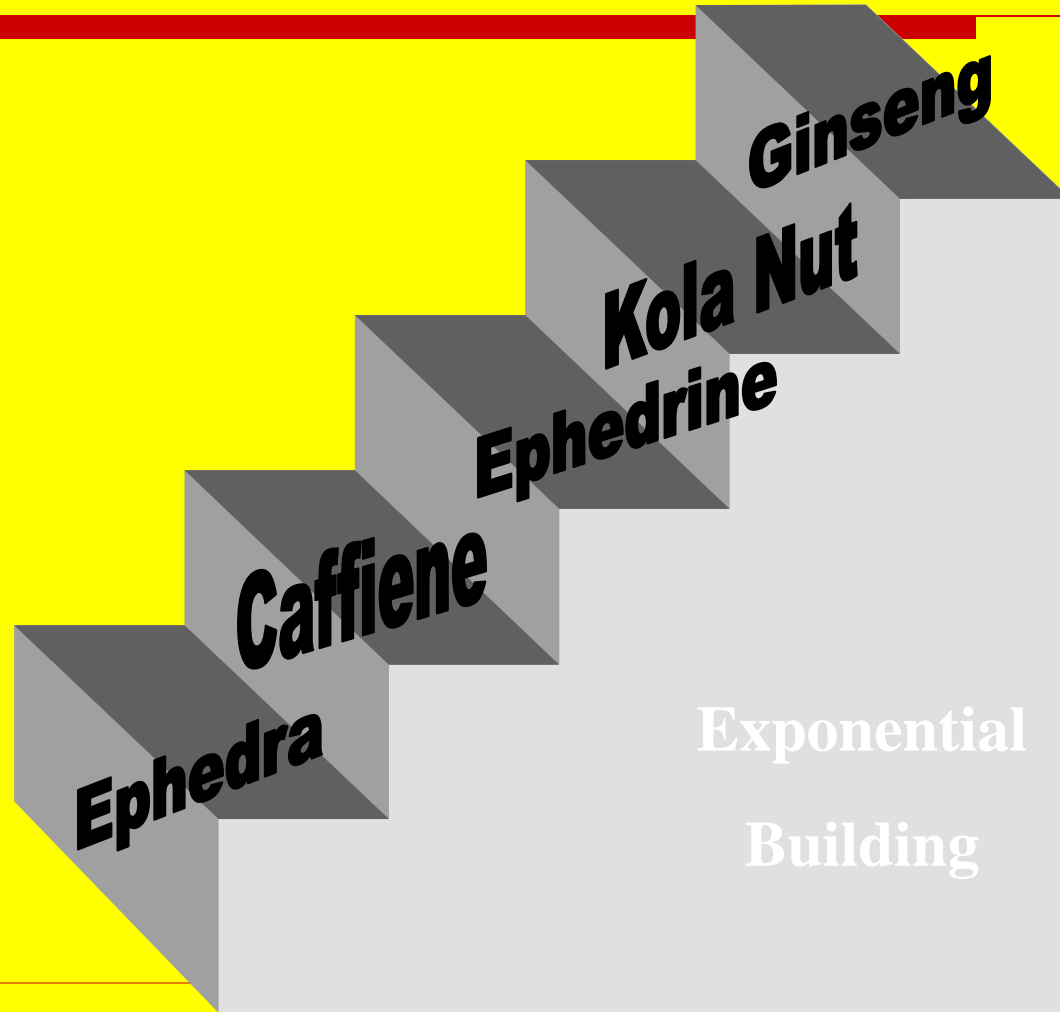 Ginseng
Kola Nut
Ephedrine
Caffiene
Ephedra
Exponential
Building